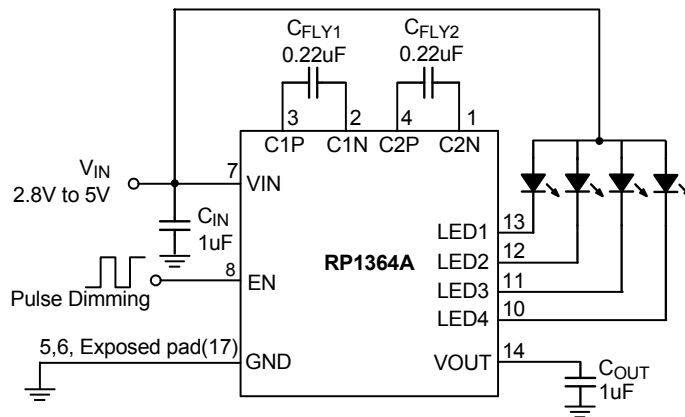 CFLY1
0.22uF
CFLY2
0.22uF
3
2
4
1
C1P
C1N
C2P
C2N
VIN
2.8V to 5V
7
VIN
CIN
1uF
LED1
13
LED2
12
RP1364A
8
EN
Pulse Dimming
LED3
11
LED4
10
5,6, Exposed pad(17)
GND
VOUT
14
COUT
1uF